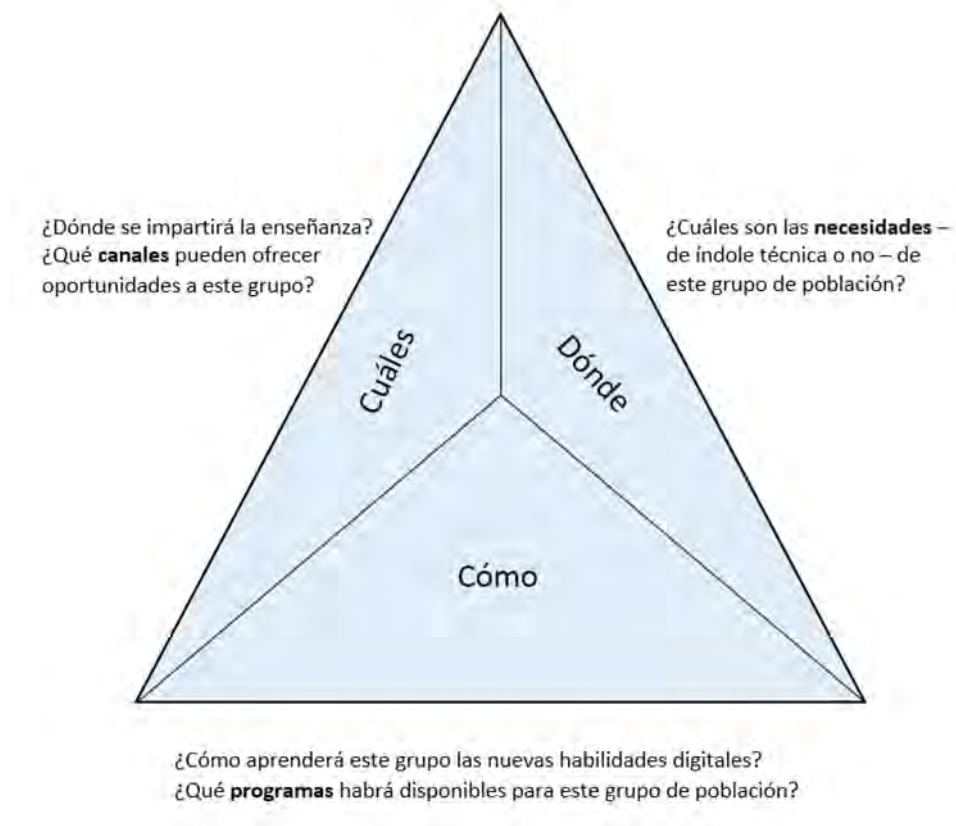 ¿Dónde se impartirá la enseñanza?
¿Qué canales pueden ofrecer
oportunidades a este grupo?
¿Cuáles son las necesidades –
de índole técnica o no – de
este grupo de población?
Cuáles
Dónde
Cómo
¿Cómo aprenderá este grupo las nuevas habilidades digitales?
¿Qué programas habrá disponibles para este grupo de población?